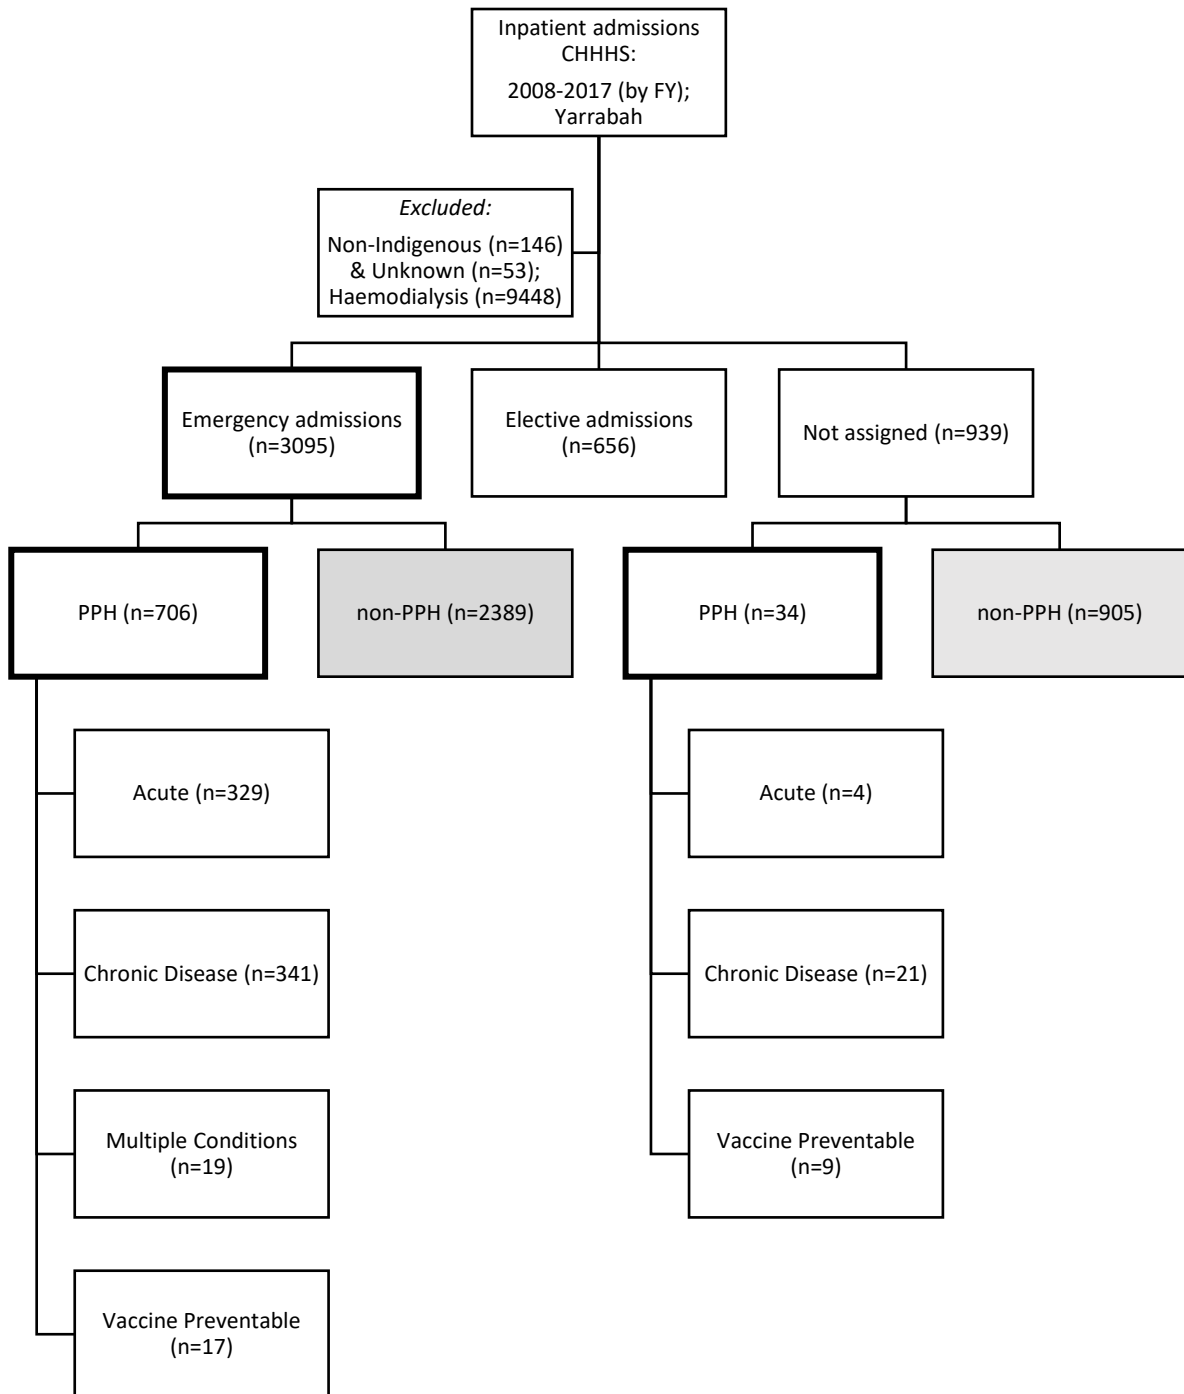 Inpatient admissions
CHHHS:
2008-2017 (by FY);
Yarrabah
Excluded:
Non-Indigenous (n=146)
& Unknown (n=53);
Haemodialysis (n=9448)
Emergency admissions
(n=3095)
Elective admissions
(n=656)
Not assigned (n=939)
PPH (n=706)
non-PPH (n=2389)
PPH (n=34)
non-PPH (n=905)
Acute (n=329)
Acute (n=4)
Chronic Disease (n=341)
Chronic Disease (n=21)
Multiple Conditions
(n=19)
Vaccine Preventable
(n=9)
Vaccine Preventable
(n=17)